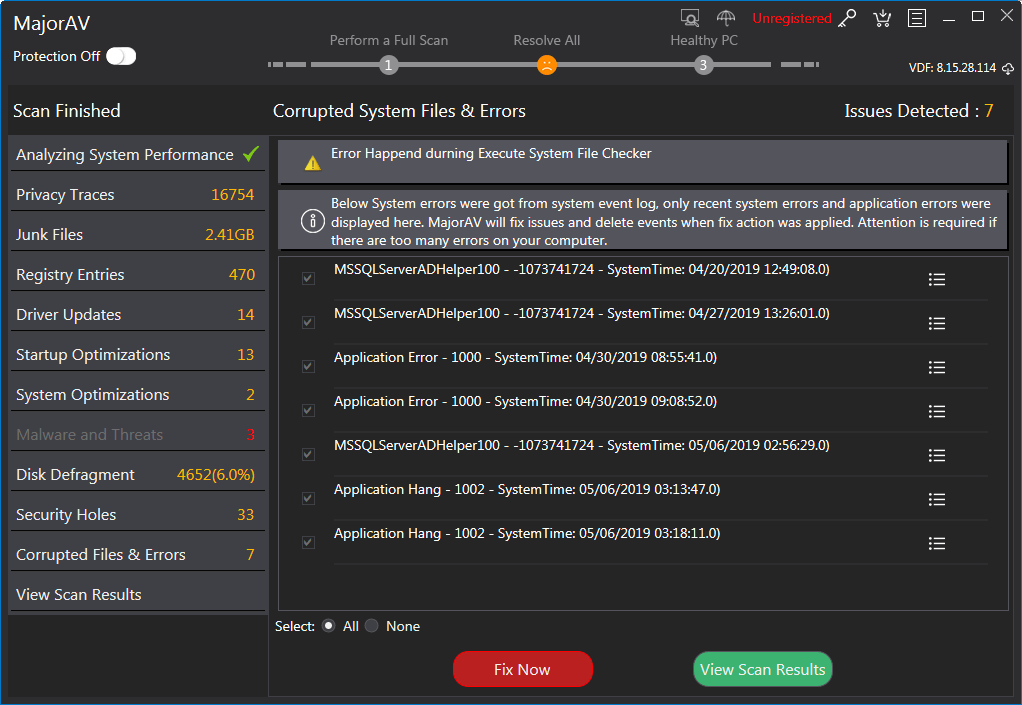 MajorAV
Unregistered
Protection Off
Perform a Full Scan
Resolve All
Healthy PC
1
3
VDF: 8.15.28.114
Scan Finished
Corrupted System Files & Errors
Issues Detected : 7
Analyzing System Performance
Privacy Traces 16754
Junk Files 2.41GB
Registry Entries 470
Driver Updates 14
Startup Optimizations 13
System Optimizations 2
Malware and Threats 3
Disk Defragment 4652(6.0%)
Security Holes 33
Corrupted Files & Errors 7
View Scan Results
Error Happend durning Execute System File Checker
Below System errors were got from system event log, only recent system errors and application errors were
displayed here. MajorAV will fix issues and delete events when fix action was applied. Attention is required if
there are too many errors on your computer.
MSSQLServerADHelper100 - -1073741724 - SystemTime: 04/20/2019 12:49:08.0)
MSSQLServerADHelper100 - -1073741724 - SystemTime: 04/27/2019 13:26:01.0)
Application Error - 1000 - SystemTime: 04/30/2019 08:55:41.0)
Application Error - 1000 - SystemTime: 04/30/2019 09:08:52.0)
MSSQLServerADHelper100 - -1073741724 - SystemTime: 05/06/2019 02:56:29.0)
Application Hang - 1002 - SystemTime: 05/06/2019 03:13:47.0)
Application Hang - 1002 - SystemTime: 05/06/2019 03:18:11.0)
Select: All None
Fix Now
View Scan Results